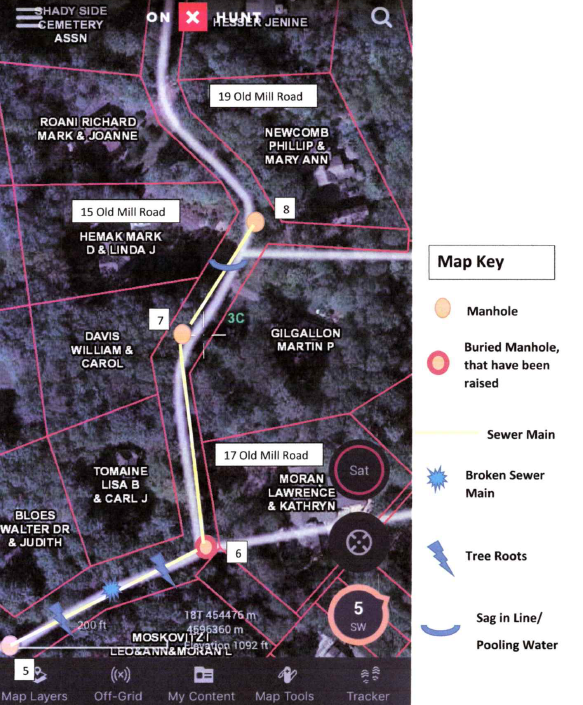 SHADY SIDE
CEMETERY
ASSN
ON X HUNT
HESSER JENINE
19 Old Mill Road
ROANI RICHARD
MARK & JOANNE
NEWCOMB
PHILLIP &
MARY ANN
15 Old Mill Road
8
HEMAK MARK
D & LINDA J
7
3C
DAVIS
WILLIAM &
CAROL
GILGALLON
MARTIN P
17 Old Mill Road
Sat
TOMAINE
LISA B
& CARL J
MORAN
LAWRENCE
& KATHRYN
BLOES
WALTER DR
& JUDITH
6
5
SW
200 ft
18T 454476 m
4596360 m
Elevation 1092 ft
MOSKOVITZ I
LEO&ANN&MORAN L
5
Map Layers
Off-Grid
My Content
Map Tools
Tracker
Map Key
Manhole
Buried Manhole,
that have been
raised
Sewer Main
Broken Sewer
Main
Tree Roots
Sag in Line/
Pooling Water